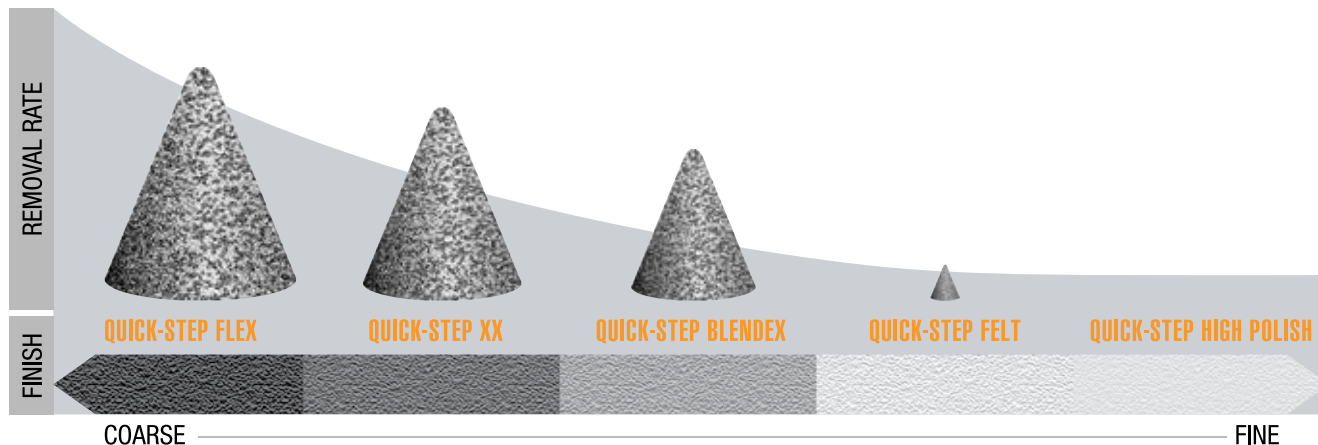 REMOVAL RATE
QUICK-STEP FLEX
QUICK-STEP XX
QUICK-STEP BLENDEX
QUICK-STEP FELT
QUICK-STEP HIGH POLISH
FINISH
COARSE
FINE